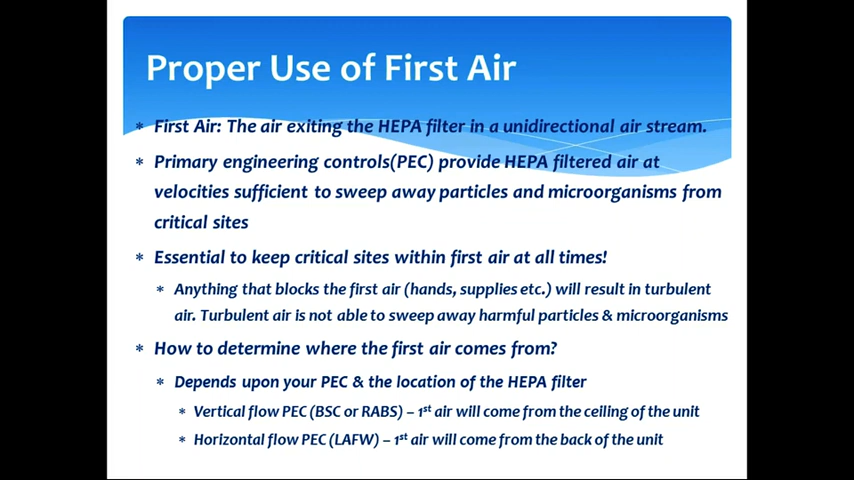 Proper Use of First Air
* First Air: The air exiting the HEPA filter in a unidirectional air stream.
* Primary engineering controls(PEC) provide HEPA filtered air at
velocities sufficient to sweep away particles and microorganisms from
critical sites
* Essential to keep critical sites within first air at all times!
* Anything that blocks the first air (hands, supplies etc.) will result in turbulent
air. Turbulent air is not able to sweep away harmful particles & microorganisms
* How to determine where the first air comes from?
* Depends upon your PEC & the location of the HEPA filter
* Vertical flow PEC (BSC or RABS) – 1st air will come from the ceiling of the unit
* Horizontal flow PEC (LAFW) – 1st air will come from the back of the unit